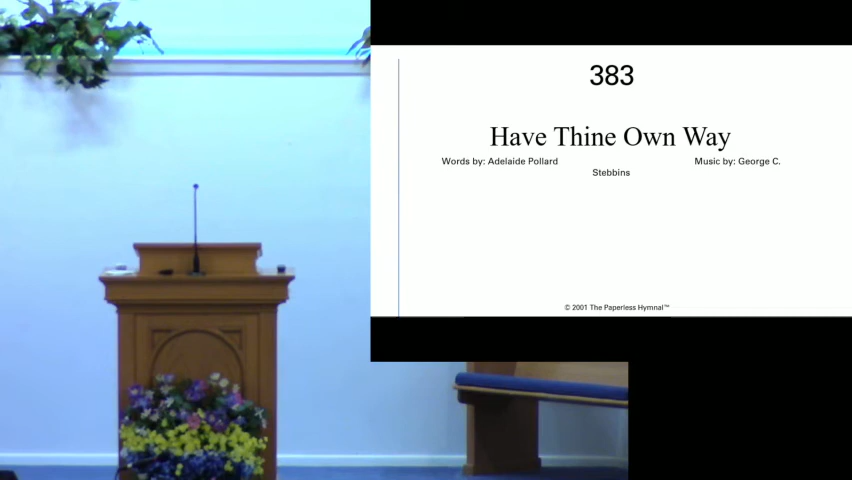 383
Have Thine Own Way
Words by: Adelaide Pollard Music by: George C.
Stebbins
© 2001 The Paperless Hymnal™